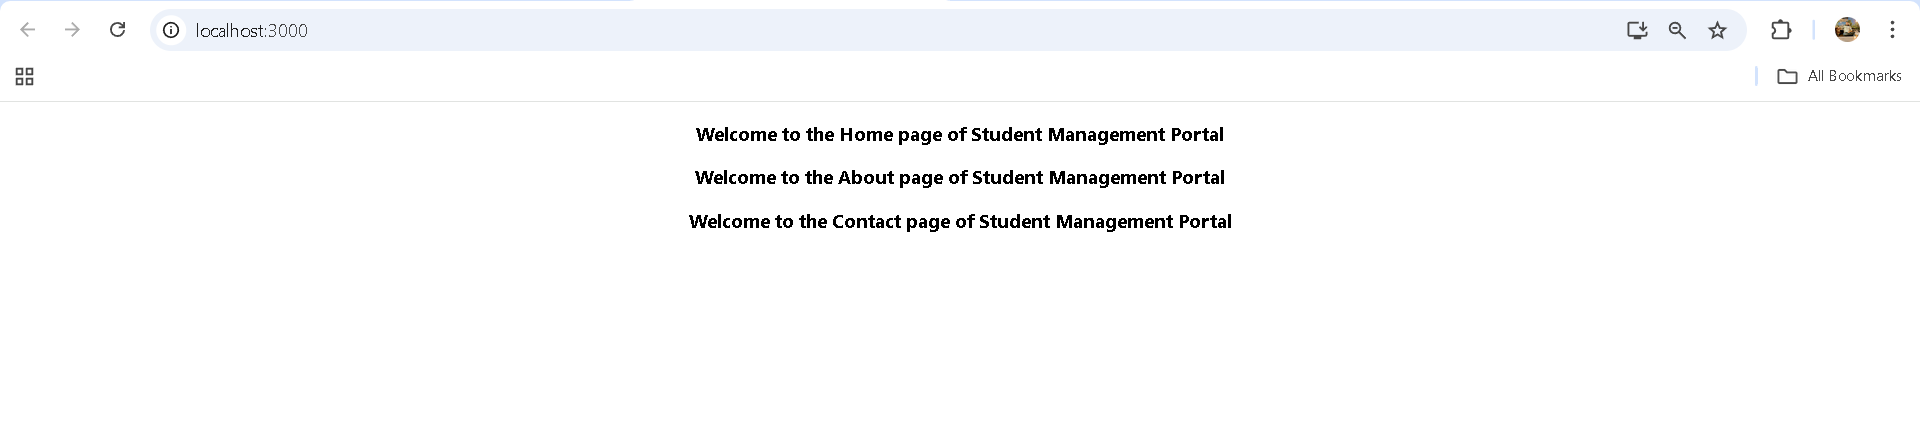 localhost:3000
All Bookmarks
Welcome to the Home page of Student Management Portal
Welcome to the About page of Student Management Portal
Welcome to the Contact page of Student Management Portal